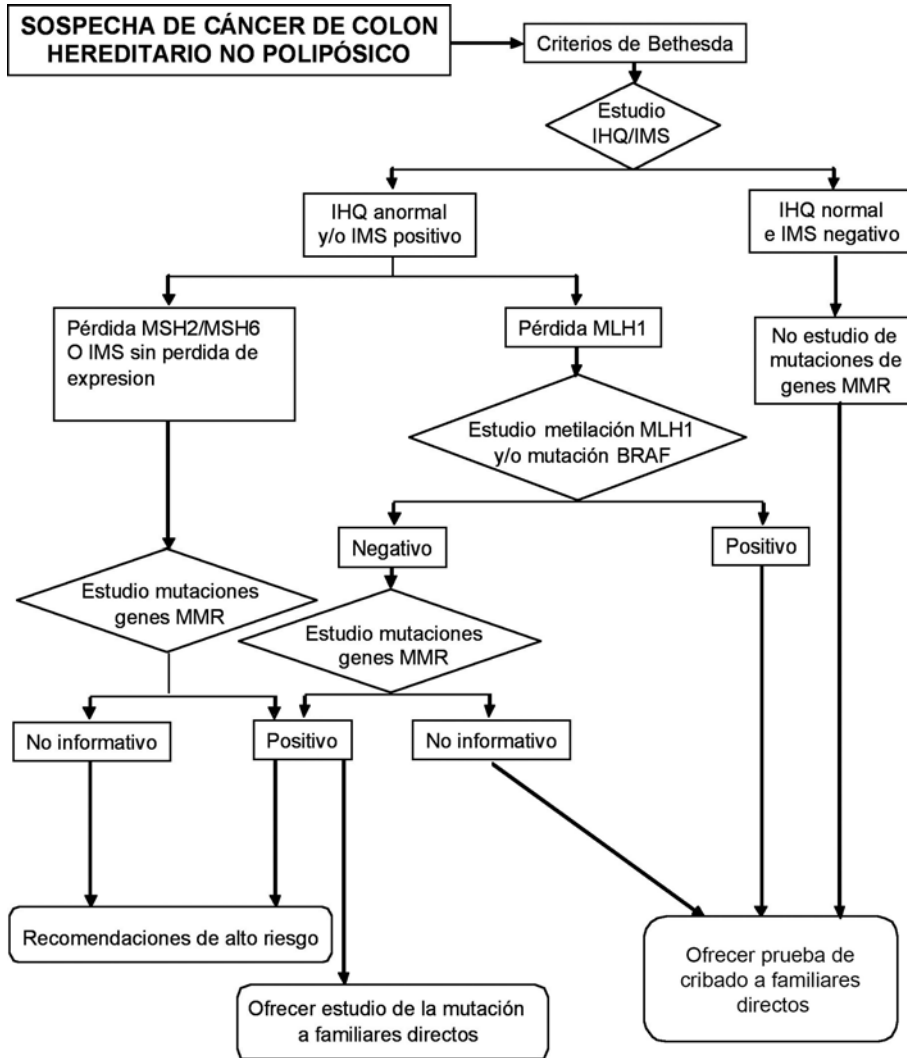 SOSPECHA DE CÁNCER DE COLON
HEREDITARIO NO POLIPÓSICO
Criterios de Bethesda
Estudio
IHQ/IMS
IHQ anormal
y/o IMS positivo
IHQ normal
e IMS negativo
Pérdida MSH2/MSH6
O IMS sin perdida de
expresion
Pérdida MLH1
No estudio de
mutaciones de
genes MMR
Estudio metilación MLH1
y/o mutación BRAF
Negativo
Positivo
Estudio mutaciones
genes MMR
Estudio mutaciones
genes MMR
No informativo
Positivo
No informativo
Recomendaciones de alto riesgo
Ofrecer estudio de la mutación
a familiares directos
Ofrecer prueba de
cribado a familiares
directos